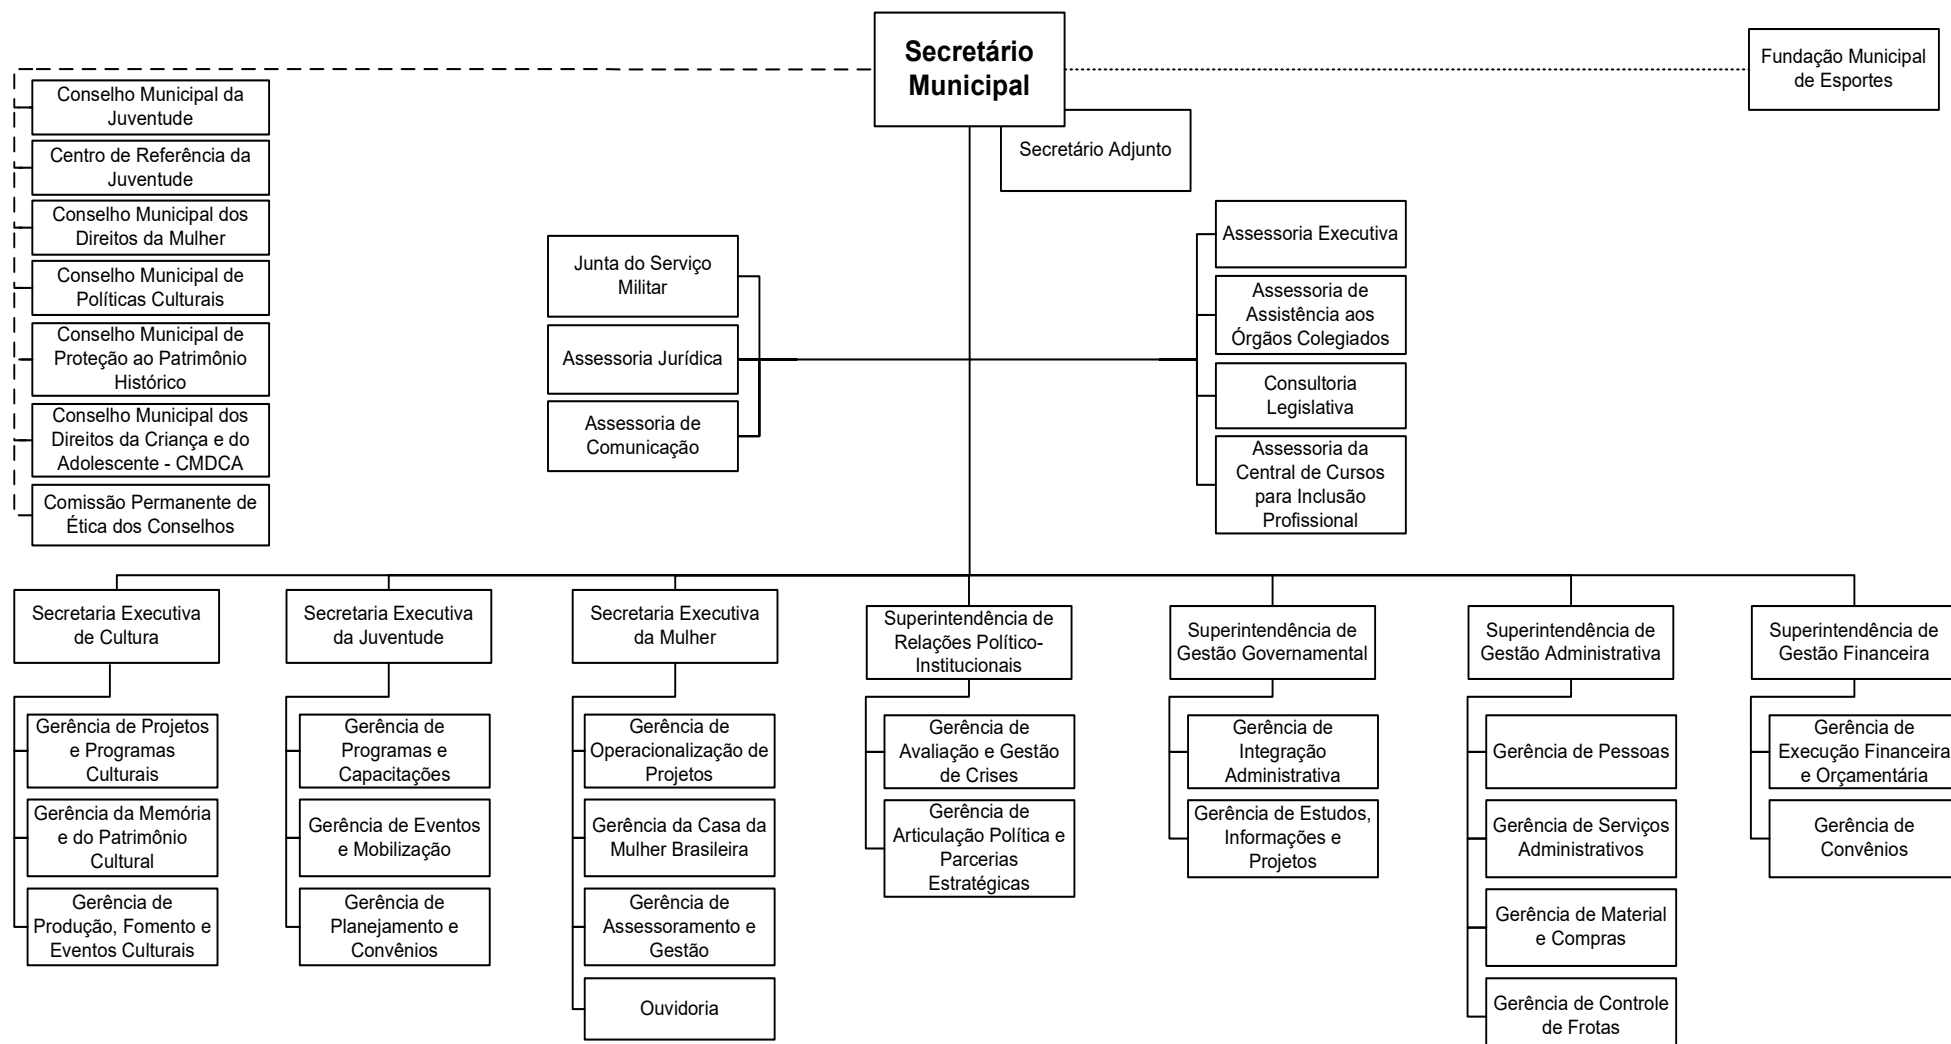 Secretário
Municipal
Fundação Municipal
de Esportes
Secretário Adjunto
Conselho Municipal da
Juventude
Centro de Referência da
Juventude
Conselho Municipal dos
Direitos da Mulher
Conselho Municipal de
Políticas Culturais
Conselho Municipal de
Proteção ao Patrimônio
Histórico
Conselho Municipal dos
Direitos da Criança e do
Adolescente - CMDCA
Comissão Permanente de
Ética dos Conselhos
Junta do Serviço
Militar
Assessoria Jurídica
Assessoria de
Comunicação
Assessoria Executiva
Assessoria de
Assistência aos
Órgãos Colegiados
Consultoria
Legislativa
Assessoria da
Central de Cursos
para Inclusão
Profissional
Secretaria Executiva
de Cultura
Gerência de Projetos
e Programas
Culturais
Gerência da Memória
e do Patrimônio
Cultural
Gerência de
Produção, Fomento e
Eventos Culturais
Secretaria Executiva
da Juventude
Gerência de
Programas e
Capacitações
Gerência de Eventos
e Mobilização
Gerência de
Planejamento e
Convênios
Secretaria Executiva
da Mulher
Gerência de
Operacionalização de
Projetos
Gerência da Casa da
Mulher Brasileira
Gerência de
Assessoramento e
Gestão
Ouvidoria
Superintendência de
Relações Político-
Institucionais
Gerência de
Avaliação e Gestão
de Crises
Gerência de
Articulação Política e
Parcerias
Estratégicas
Superintendência de
Gestão Governamental
Gerência de
Integração
Administrativa
Gerência de Estudos,
Informações e
Projetos
Superintendência de
Gestão Administrativa
Gerência de Pessoas
Gerência de Serviços
Administrativos
Gerência de Material
e Compras
Gerência de Controle
de Frotas
Superintendência de
Gestão Financeira
Gerência de
Execução Financeira
e Orçamentária
Gerência de
Convênios